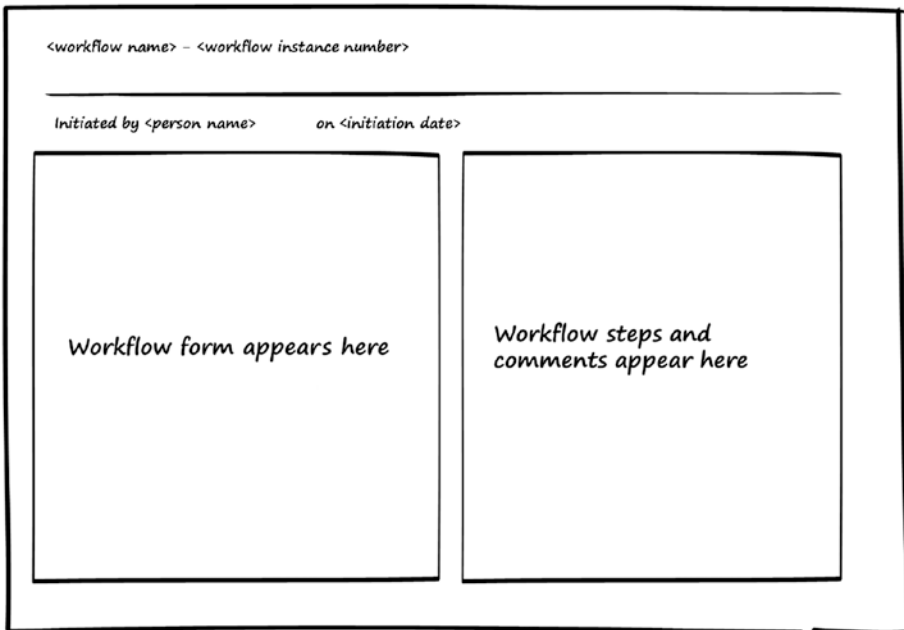 <workflow name> - <workflow instance number>
Initiated by <person name> on <initiation date>
Workflow form appears here
Workflow steps and
comments appear here